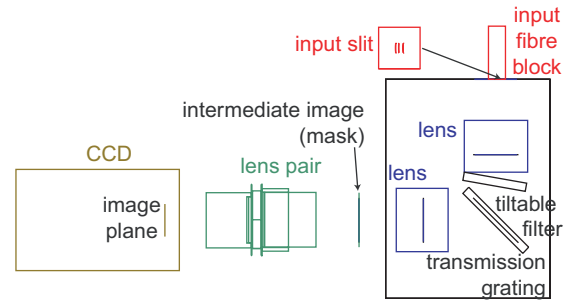 input slit
input
fibre
block
intermediate image
(mask)
CCD
lens pair
lens
lens
image
plane
tiltable
filter
transmission
grating